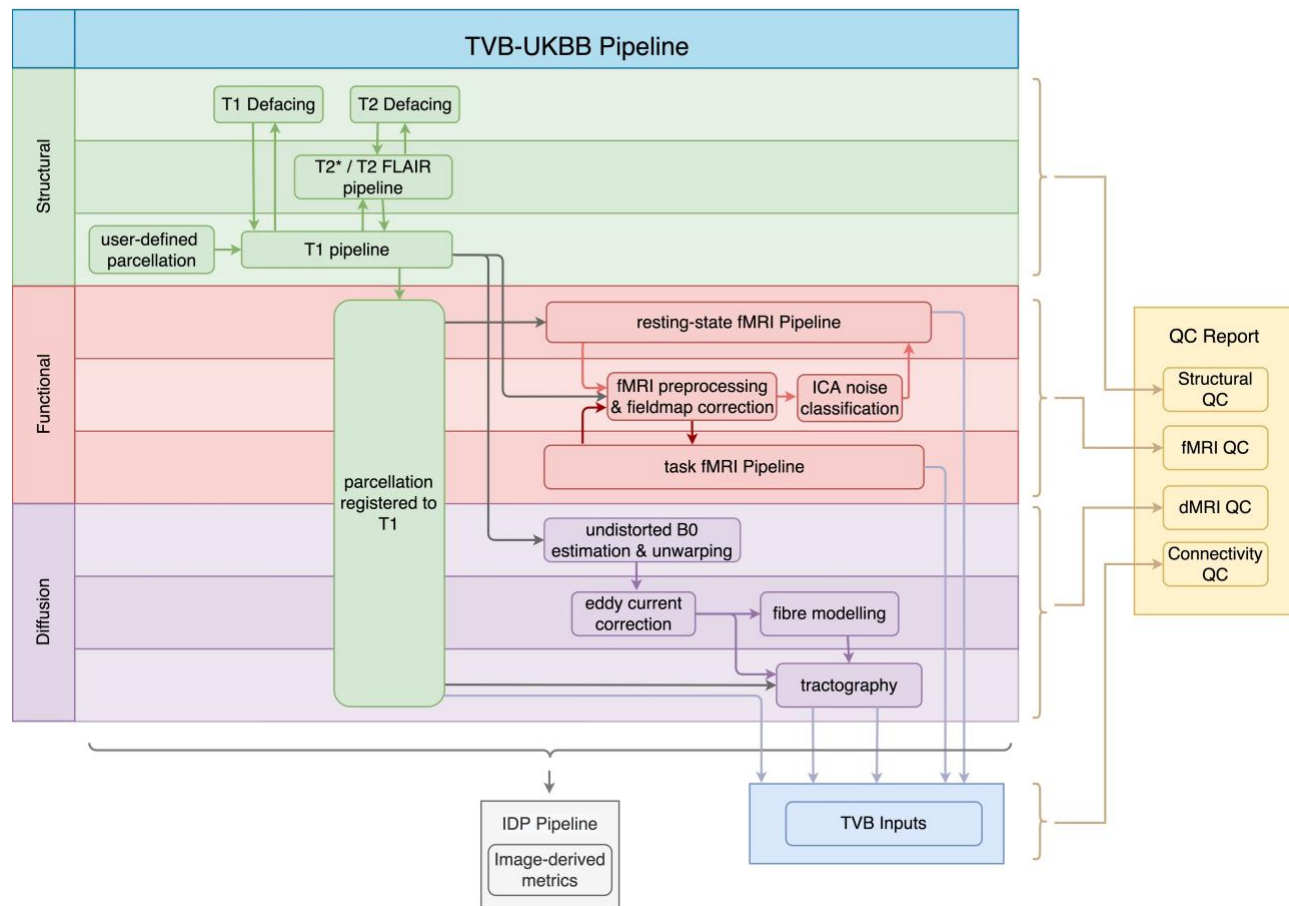 TVB-UKBB Pipeline
Structural
T1 Defacing
T2 Defacing
T2* / T2 FLAIR
pipeline
user-defined
parcellation
T1 pipeline
Functional
resting-state fMRI Pipeline
fMRI preprocessing
& fieldmap correction
ICA noise
classification
task fMRI Pipeline
parcellation
registered to
T1
Diffusion
undistorted B0
estimation & unwarping
eddy current
correction
fibre modelling
tractography
QC Report
Structural
QC
fMRI QC
dMRI QC
Connectivity
QC
IDP Pipeline
Image-derived
metrics
TVB Inputs